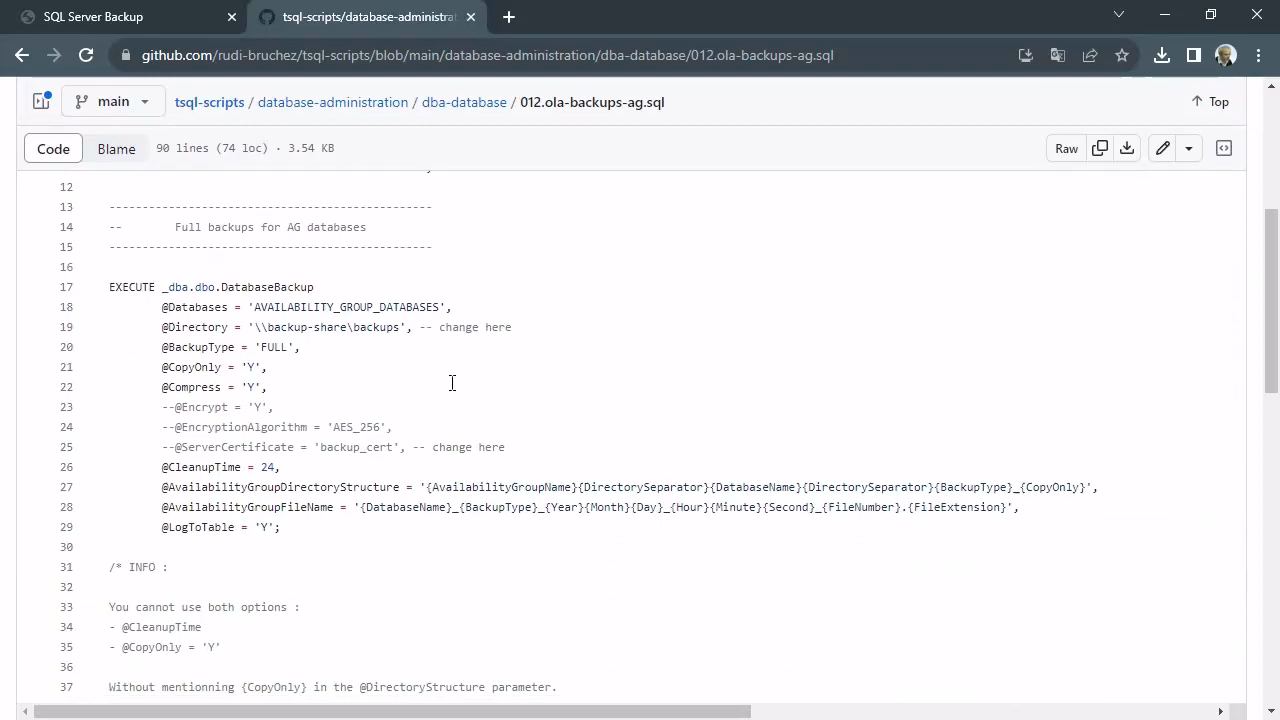 SQL Server Backup
tsql-scripts/database-administrat
github.com/rudi-bruchez/tsql-scripts/blob/main/database-administration/dba-database/012.ola-backups-ag.sql
main
tsql-scripts / database-administration / dba-database / 012.ola-backups-ag.sql
Top
Code
Blame
90 lines (74 loc) · 3.54 KB
Raw
12
13 -------------------------------------------------
14 -- Full backups for AG databases
15 -------------------------------------------------
16
17 EXECUTE _dba.dbo.DatabaseBackup
18 @Databases = 'AVAILABILITY_GROUP_DATABASES',
19 @Directory = '\\backup-share\backups', -- change here
20 @BackupType = 'FULL',
21 @CopyOnly = 'Y',
22 @Compress = 'Y',
23 --@Encrypt = 'Y',
24 --@EncryptionAlgorithm = 'AES_256',
25 --@ServerCertificate = 'backup_cert', -- change here
26 @CleanupTime = 24,
27 @AvailabilityGroupDirectoryStructure = '{AvailabilityGroupName}{DirectorySeparator}{DatabaseName}{DirectorySeparator}{BackupType}_{CopyOnly}',
28 @AvailabilityGroupFileName = '{DatabaseName}_{BackupType}_{Year}{Month}{Day}_{Hour}{Minute}{Second}_{FileNumber}.{FileExtension}',
29 @LogToTable = 'Y';
30
31 /* INFO :
32
33 You cannot use both options :
34 - @CleanupTime
35 - @CopyOnly = 'Y'
36
37 Without mentionning {CopyOnly} in the @DirectoryStructure parameter.